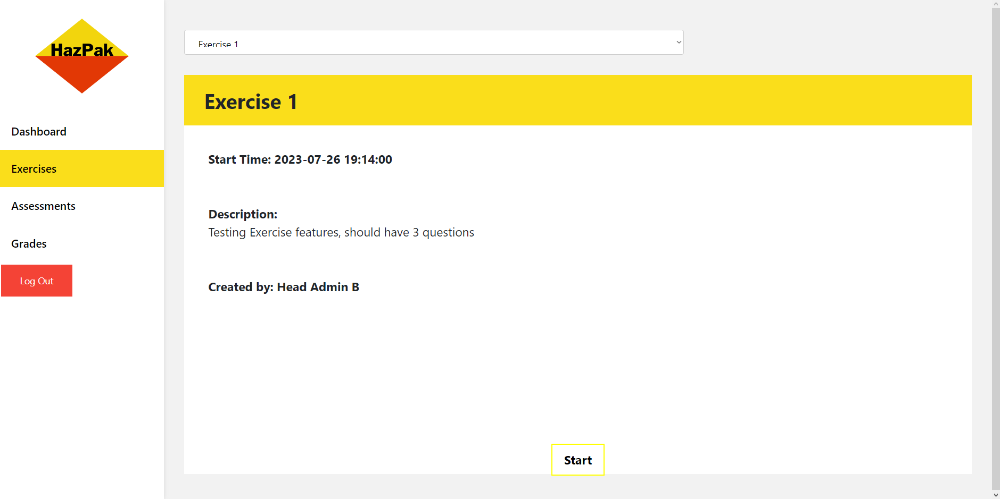 HazPak
Dashboard
Exercises
Assessments
Grades
Log Out
Exercise 1
Exercise 1
Start Time: 2023-07-26 19:14:00
Description:
Testing Exercise features, should have 3 questions
Created by: Head Admin B
Start